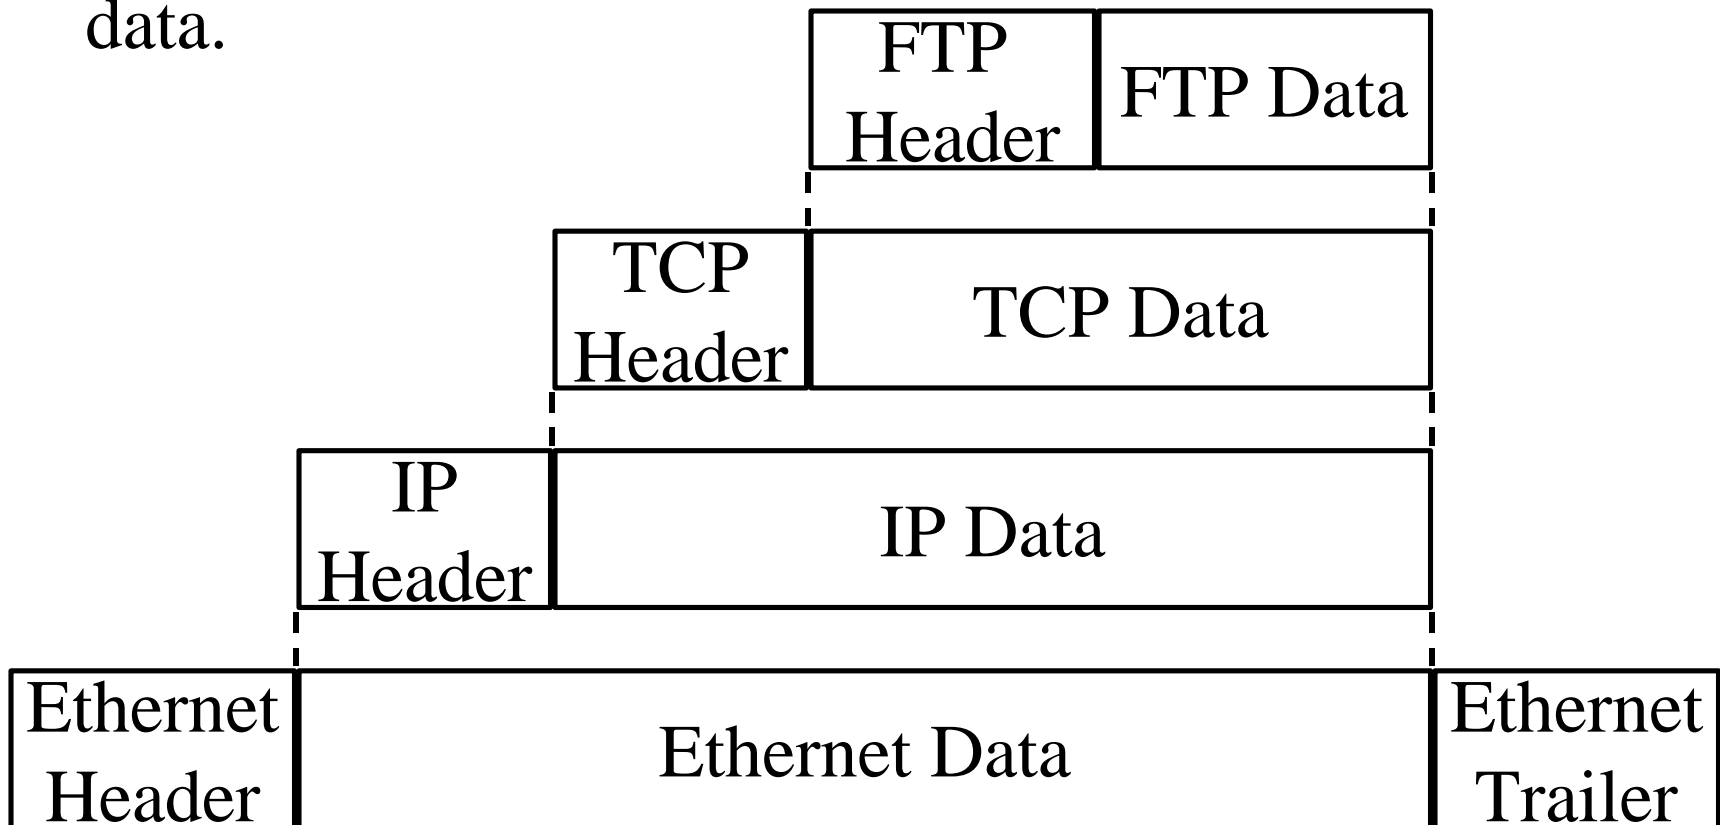 data.
FTP
Header
FTP Data
TCP
Header
TCP Data
IP
Header
IP Data
Ethernet
Header
Ethernet Data
Ethernet
Trailer